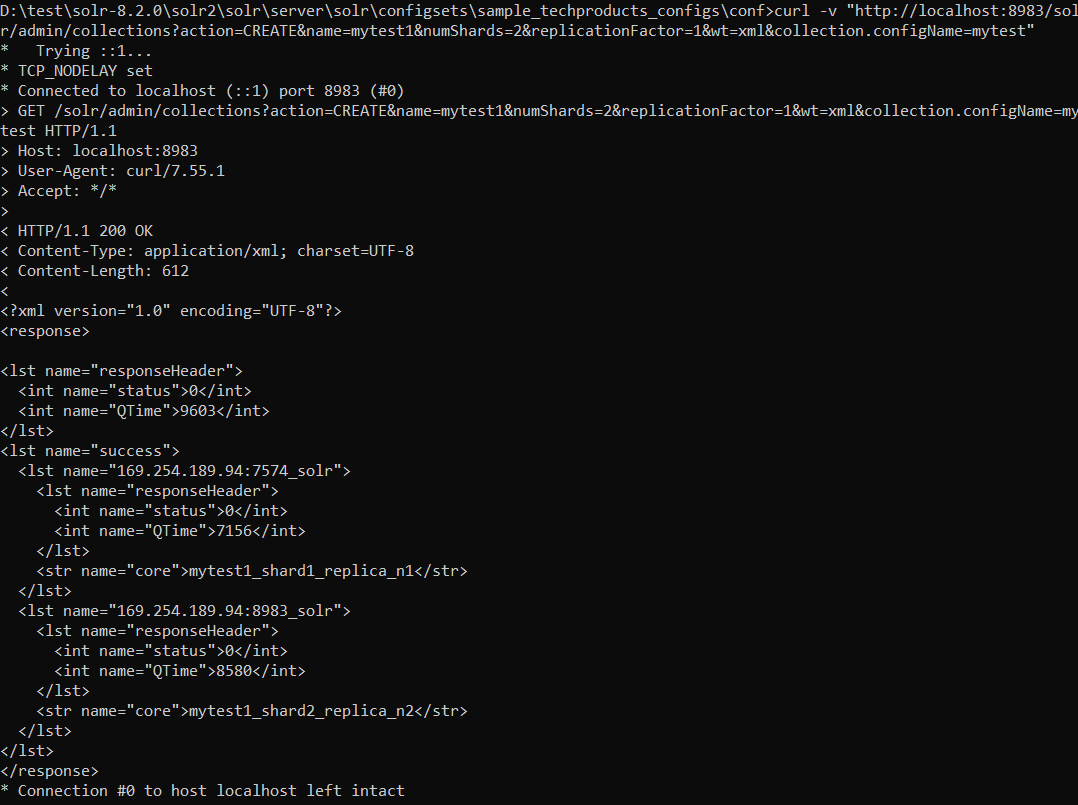 D:\test\solr-8.2.0\solr2\solr\server\solr\configsets\sample_techproducts_configs\conf>curl -v "http://localhost:8983/sol
r/admin/collections?action=CREATE&name=mytest1&numShards=2&replicationFactor=1&wt=xml&collection.configName=mytest"
*   Trying ::1...
* TCP_NODELAY set
* Connected to localhost (::1) port 8983 (#0)
> GET /solr/admin/collections?action=CREATE&name=mytest1&numShards=2&replicationFactor=1&wt=xml&collection.configName=my
test HTTP/1.1
> Host: localhost:8983
> User-Agent: curl/7.55.1
> Accept: */*
>
< HTTP/1.1 200 OK
< Content-Type: application/xml; charset=UTF-8
< Content-Length: 612
<
<?xml version="1.0" encoding="UTF-8"?>
<response>

<lst name="responseHeader">
  <int name="status">0</int>
  <int name="QTime">9603</int>
</lst>
<lst name="success">
  <lst name="169.254.189.94:7574_solr">
    <lst name="responseHeader">
      <int name="status">0</int>
      <int name="QTime">7156</int>
    </lst>
    <str name="core">mytest1_shard1_replica_n1</str>
  </lst>
  <lst name="169.254.189.94:8983_solr">
    <lst name="responseHeader">
      <int name="status">0</int>
      <int name="QTime">8580</int>
    </lst>
    <str name="core">mytest1_shard2_replica_n2</str>
  </lst>
</lst>
</response>
* Connection #0 to host localhost left intact